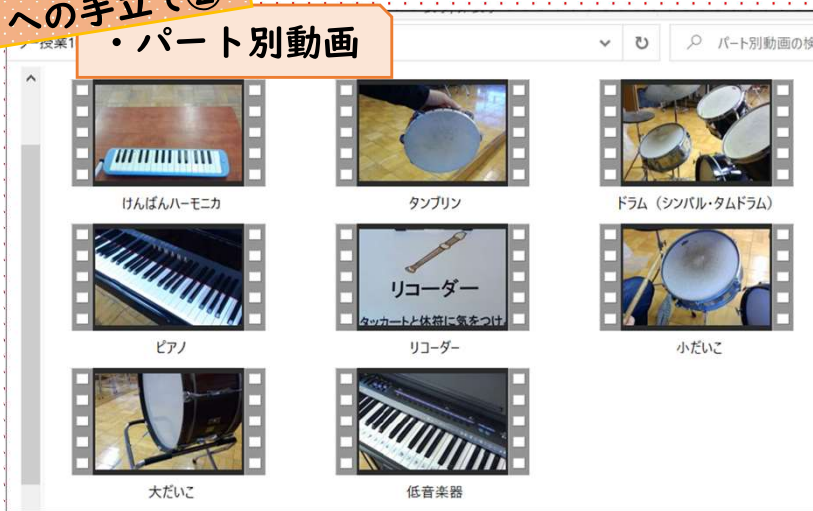 への手立て②
・パート別動画
授業1
パート別動画の検
けんばんハーモニカ
タンブリン
ドラム (シンバル・タムドラム)
リコーダー
タッカートと休符に気をつけ
ピアノ
リコーダー
小だいこ
大だいこ
低音楽器